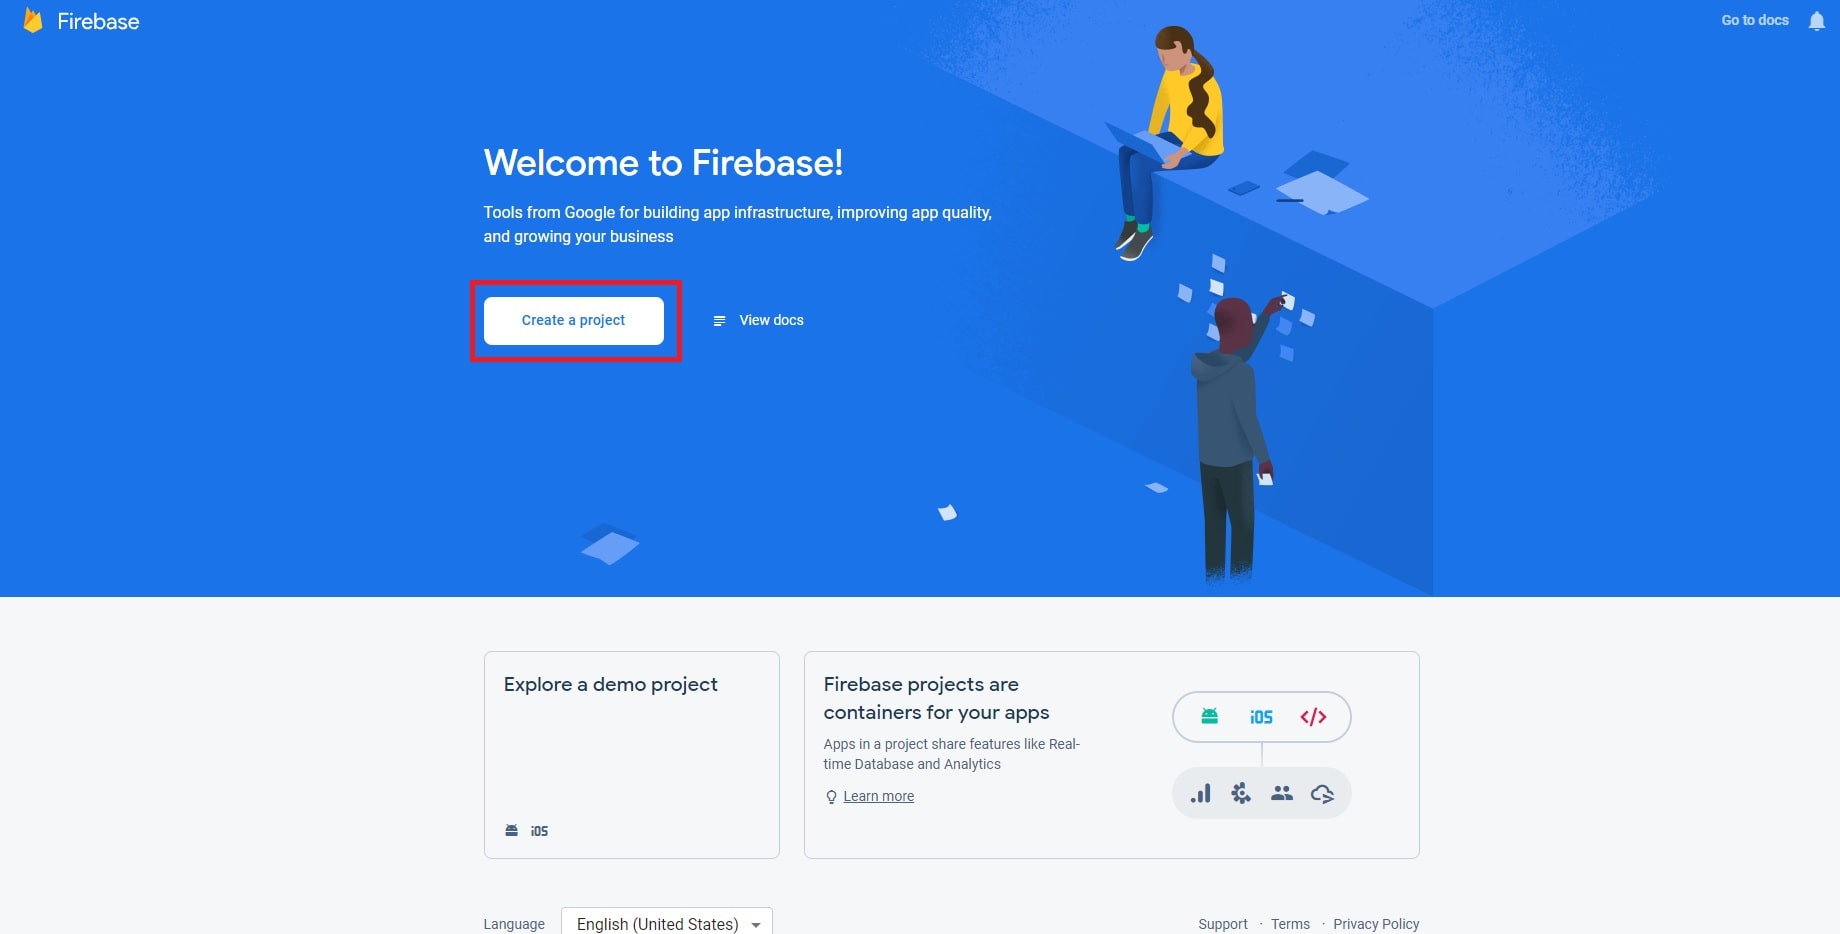 Firebase
Go to docs
Welcome to Firebase!
Tools from Google for building app infrastructure, improving app quality,
and growing your business
Create a project
View docs
Explore a demo project
iOS
Firebase projects are
containers for your apps
Apps in a project share features like Real-
time Database and Analytics
Learn more
iOS </>
Language English (United States)
Support · Terms · Privacy Policy